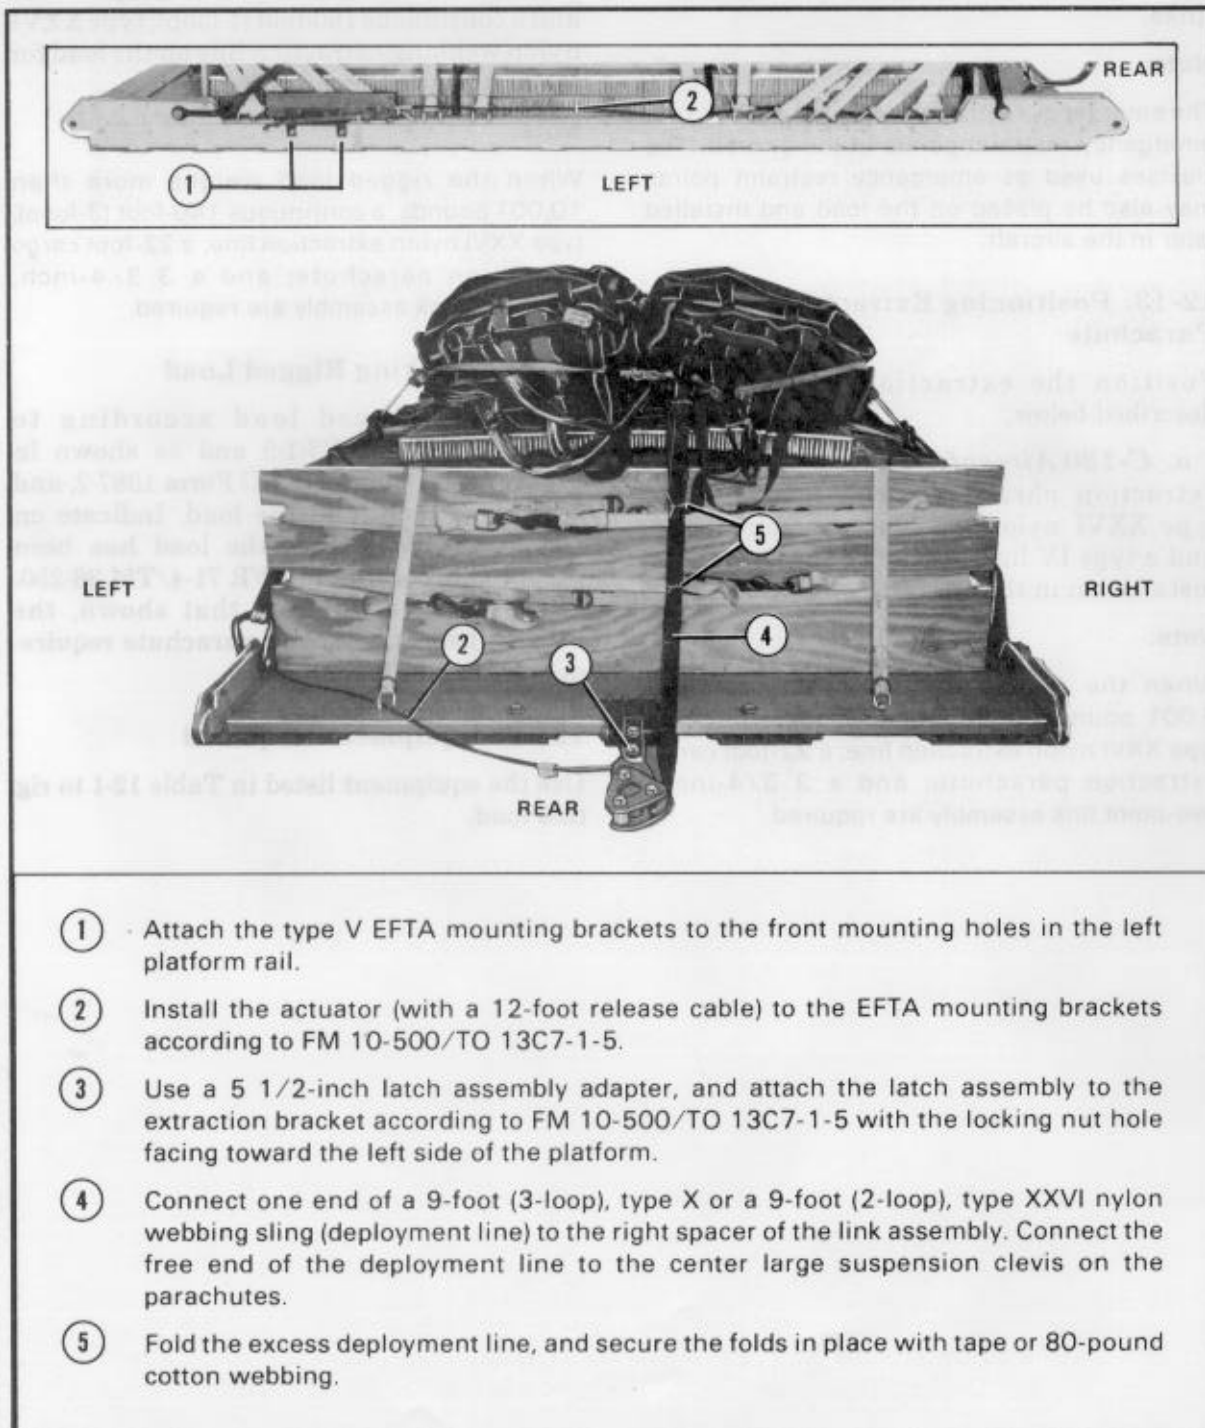 REAR
2
1
LEFT
5
LEFT
RIGHT
4
2
3
REAR
1 Attach the type V EFTA mounting brackets to the front mounting holes in the left
platform rail.
2 Install the actuator (with a 12-foot release cable) to the EFTA mounting brackets
according to FM 10-500/TO 13C7-1-5.
3 Use a 5 1/2-inch latch assembly adapter, and attach the latch assembly to the
extraction bracket according to FM 10-500/TO 13C7-1-5 with the locking nut hole
facing toward the left side of the platform.
4 Connect one end of a 9-foot (3-loop), type X or a 9-foot (2-loop), type XXVI nylon
webbing sling (deployment line) to the right spacer of the link assembly. Connect the
free end of the deployment line to the center large suspension clevis on the
parachutes.
5 Fold the excess deployment line, and secure the folds in place with tape or 80-pound
cotton webbing.